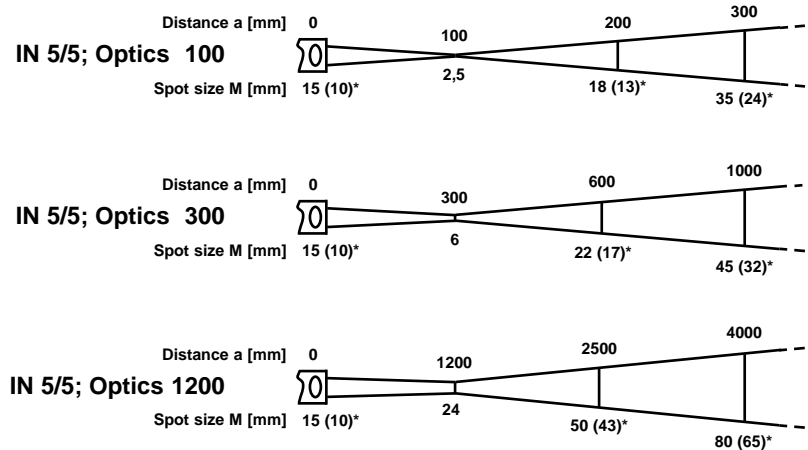 Distance a [mm] 0 100 200 300
IN 5/5; Optics 100
Spot size M [mm] 15 (10)* 2,5 18 (13)* 35 (24)*
Distance a [mm] 0 300 600 1000
IN 5/5; Optics 300
Spot size M [mm] 15 (10)* 6 22 (17)* 45 (32)*
Distance a [mm] 0 1200 2500 4000
IN 5/5; Optics 1200
Spot size M [mm] 15 (10)* 24 50 (43)* 80 (65)*